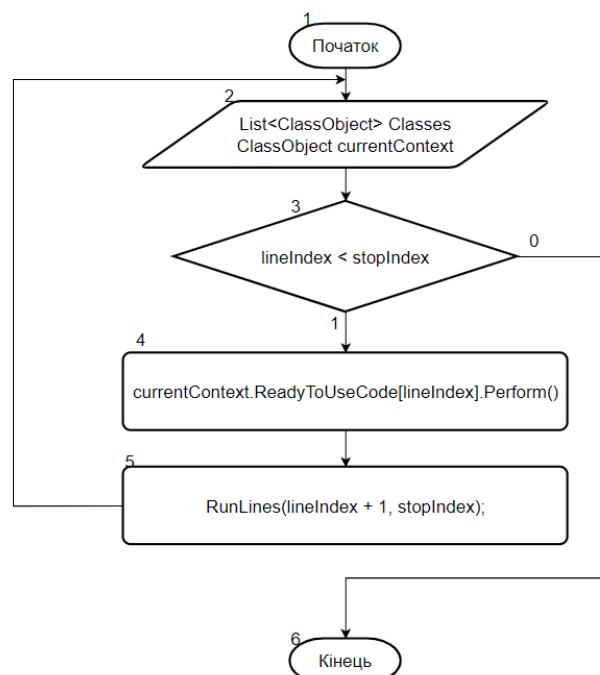 1
Початок
2
List<ClassObject> Classes
ClassObject currentContext
3
lineIndex < stopIndex
0
1
4
currentContext.ReadyToUseCode[lineIndex].Perform()
5
RunLines(lineIndex + 1, stopIndex);
6
Кінець